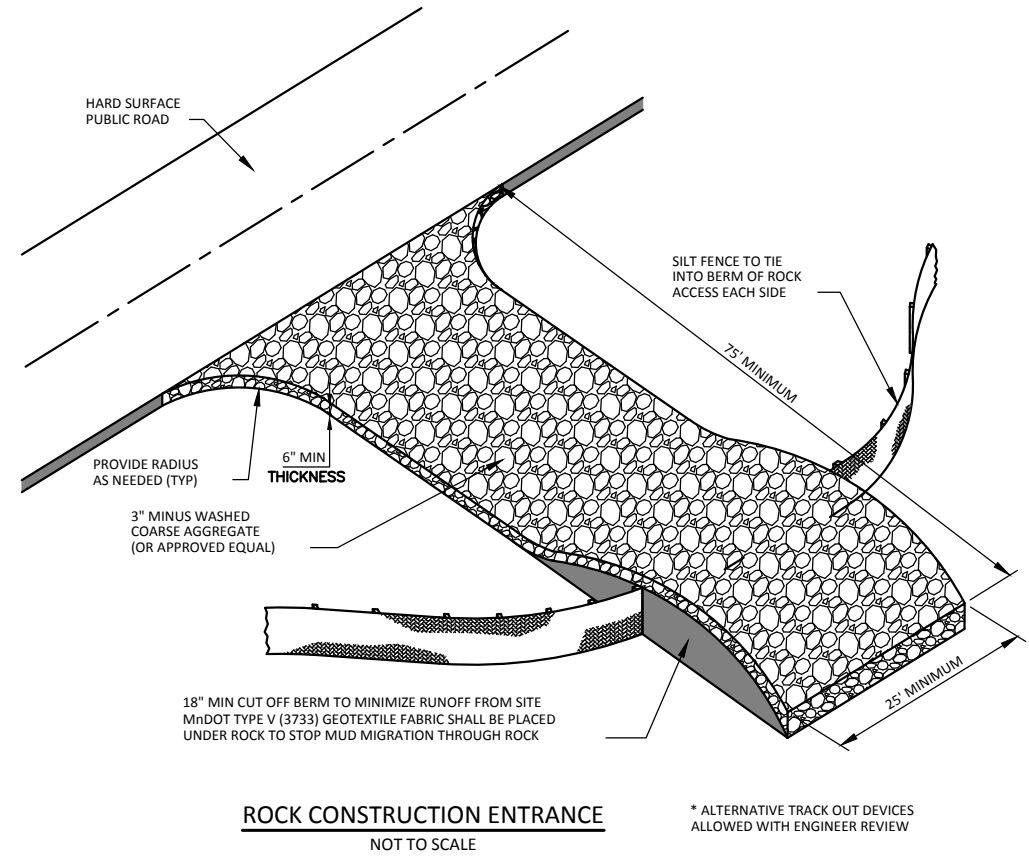 HARD SURFACE
PUBLIC ROAD
SILT FENCE TO TIE
INTO BERM OF ROCK
ACCESS EACH SIDE
75' MINIMUM
PROVIDE RADIUS
AS NEEDED (TYP)
6" MIN
THICKNESS
3" MINUS WASHED
COARSE AGGREGATE
(OR APPROVED EQUAL)
25' MINIMUM
18" MIN CUT OFF BERM TO MINIMIZE RUNOFF FROM SITE
MnDOT TYPE V (3733) GEOTEXTILE FABRIC SHALL BE PLACED
UNDER ROCK TO STOP MUD MIGRATION THROUGH ROCK
ROCK CONSTRUCTION ENTRANCE
NOT TO SCALE
* ALTERNATIVE TRACK OUT DEVICES
ALLOWED WITH ENGINEER REVIEW